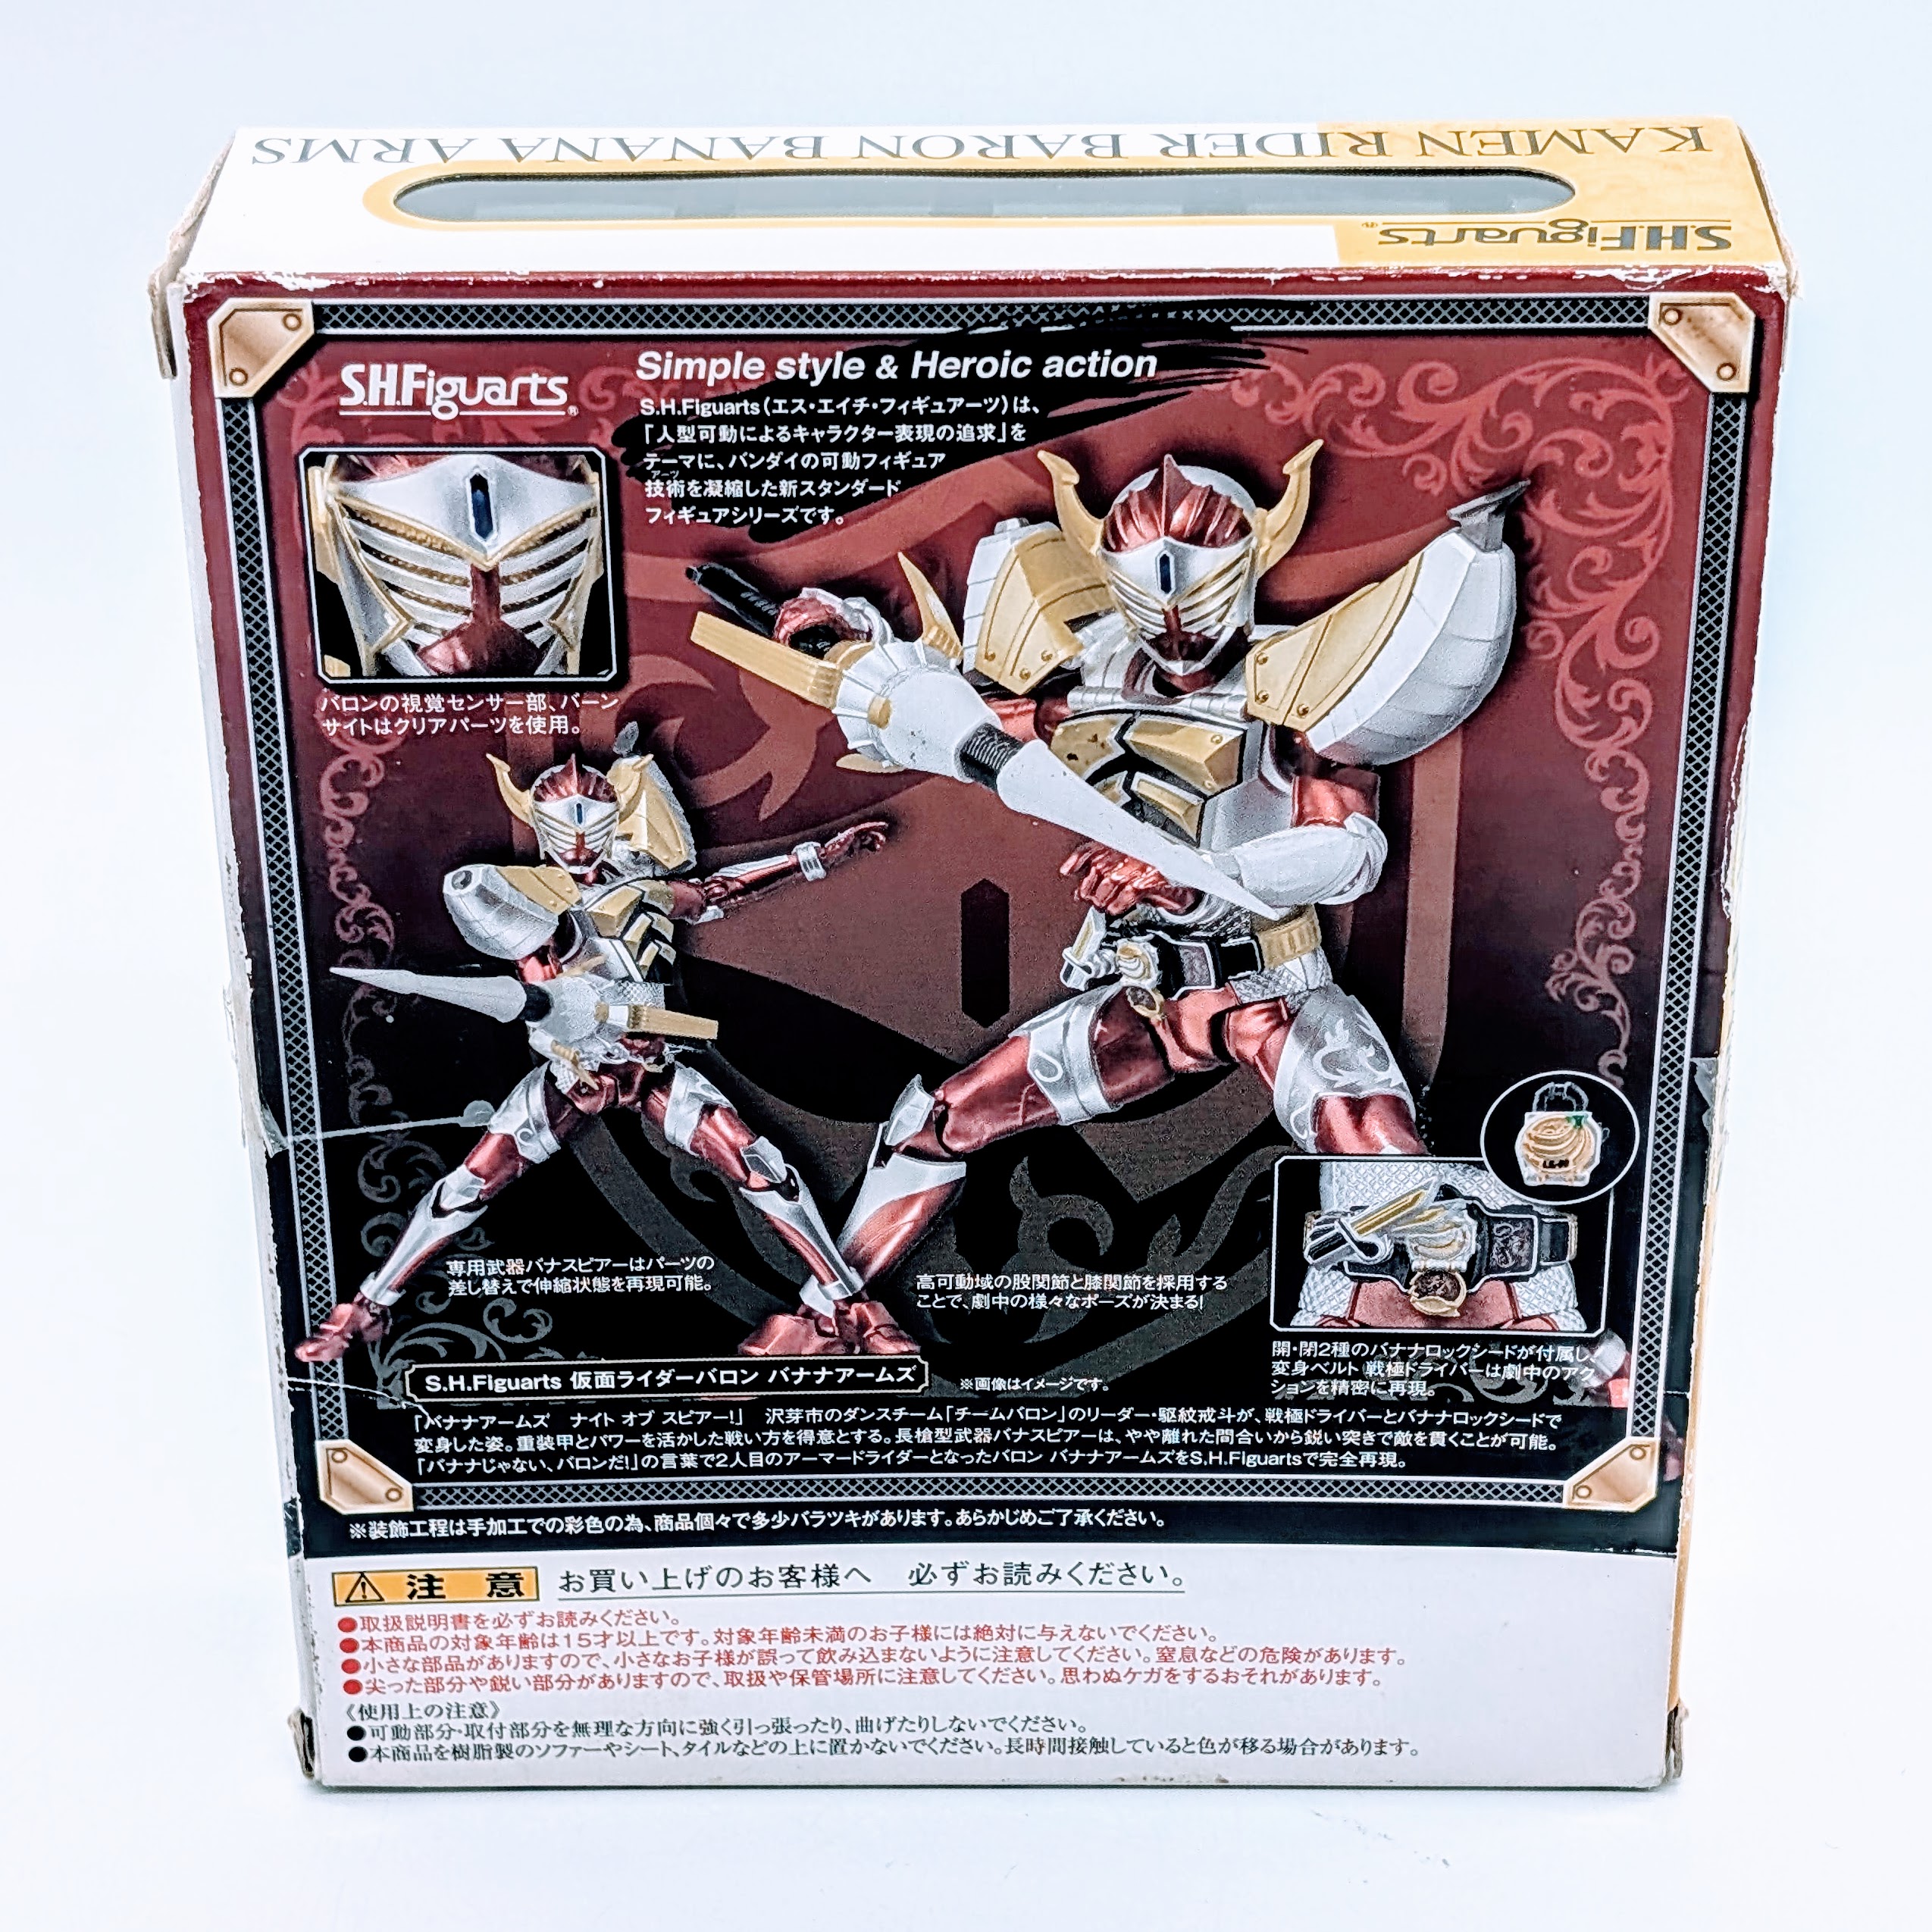 KAMEN RIDER BARON BANANA ARMS
S.H.Figuarts®
S.H.Figuarts®
Simple style & Heroic action
S.H.Figuarts(エス・エイチ・フィギュアーツ)は、
「人型可動によるキャラクター表現の追求」を
テーマに、バンダイの可動フィギュア
アーツ
技術を凝縮した新スタンダード
フィギュアシリーズです。
バロンの視覚センサー部、バーン
サイトはクリアパーツを使用。
専用武器バナスピアーはパーツの
差し替えで伸縮状態を再現可能。
高可動域の股関節と膝関節を採用する
ことで、劇中の様々なポーズが決まる!
開・閉2種のバナナロックシードが付属し、
変身ベルト 戦極ドライバーは劇中のアク
ションを精密に再現。
S.H.Figuarts 仮面ライダーバロン バナナアームズ
※画像はイメージです。
「バナナアームズ　ナイト オブ スピアー!」　沢芽市のダンスチーム「チームバロン」のリーダー・駆紋戒斗が、戦極ドライバーとバナナロックシードで
変身した姿。重装甲とパワーを活かした戦い方を得意とする。長槍型武器バナスピアーは、やや離れた間合いから鋭い突きで敵を貫くことが可能。
「バナナじゃない、バロンだ!」の言葉で2人目のアーマードライダーとなったバロン バナナアームズをS.H.Figuartsで完全再現。
※装飾工程は手加工での彩色の為、商品個々で多少バラツキがあります。あらかじめご了承ください。
注　意　お買い上げのお客様へ　必ずお読みください。
●取扱説明書を必ずお読みください。
●本商品の対象年齢は15才以上です。対象年齢未満のお子様には絶対に与えないでください。
●小さな部品がありますので、小さなお子様が誤って飲み込まないように注意してください。窒息などの危険があります。
●尖った部分や鋭い部分がありますので、取扱や保管場所に注意してください。思わぬケガをするおそれがあります。
《使用上の注意》
●可動部分・取付部分を無理な方向に強く引っ張ったり、曲げたりしないでください。
●本商品を樹脂製のソファーやシート、タイルなどの上に置かないでください。長時間接触していると色が移る場合があります。